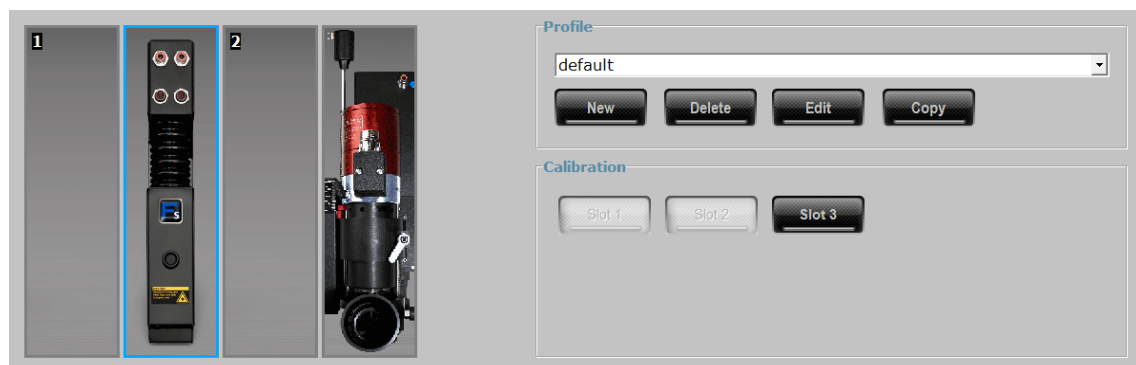 1
2
Profile
default
New Delete Edit Copy
Calibration
Slot 1 Slot 2 Slot 3